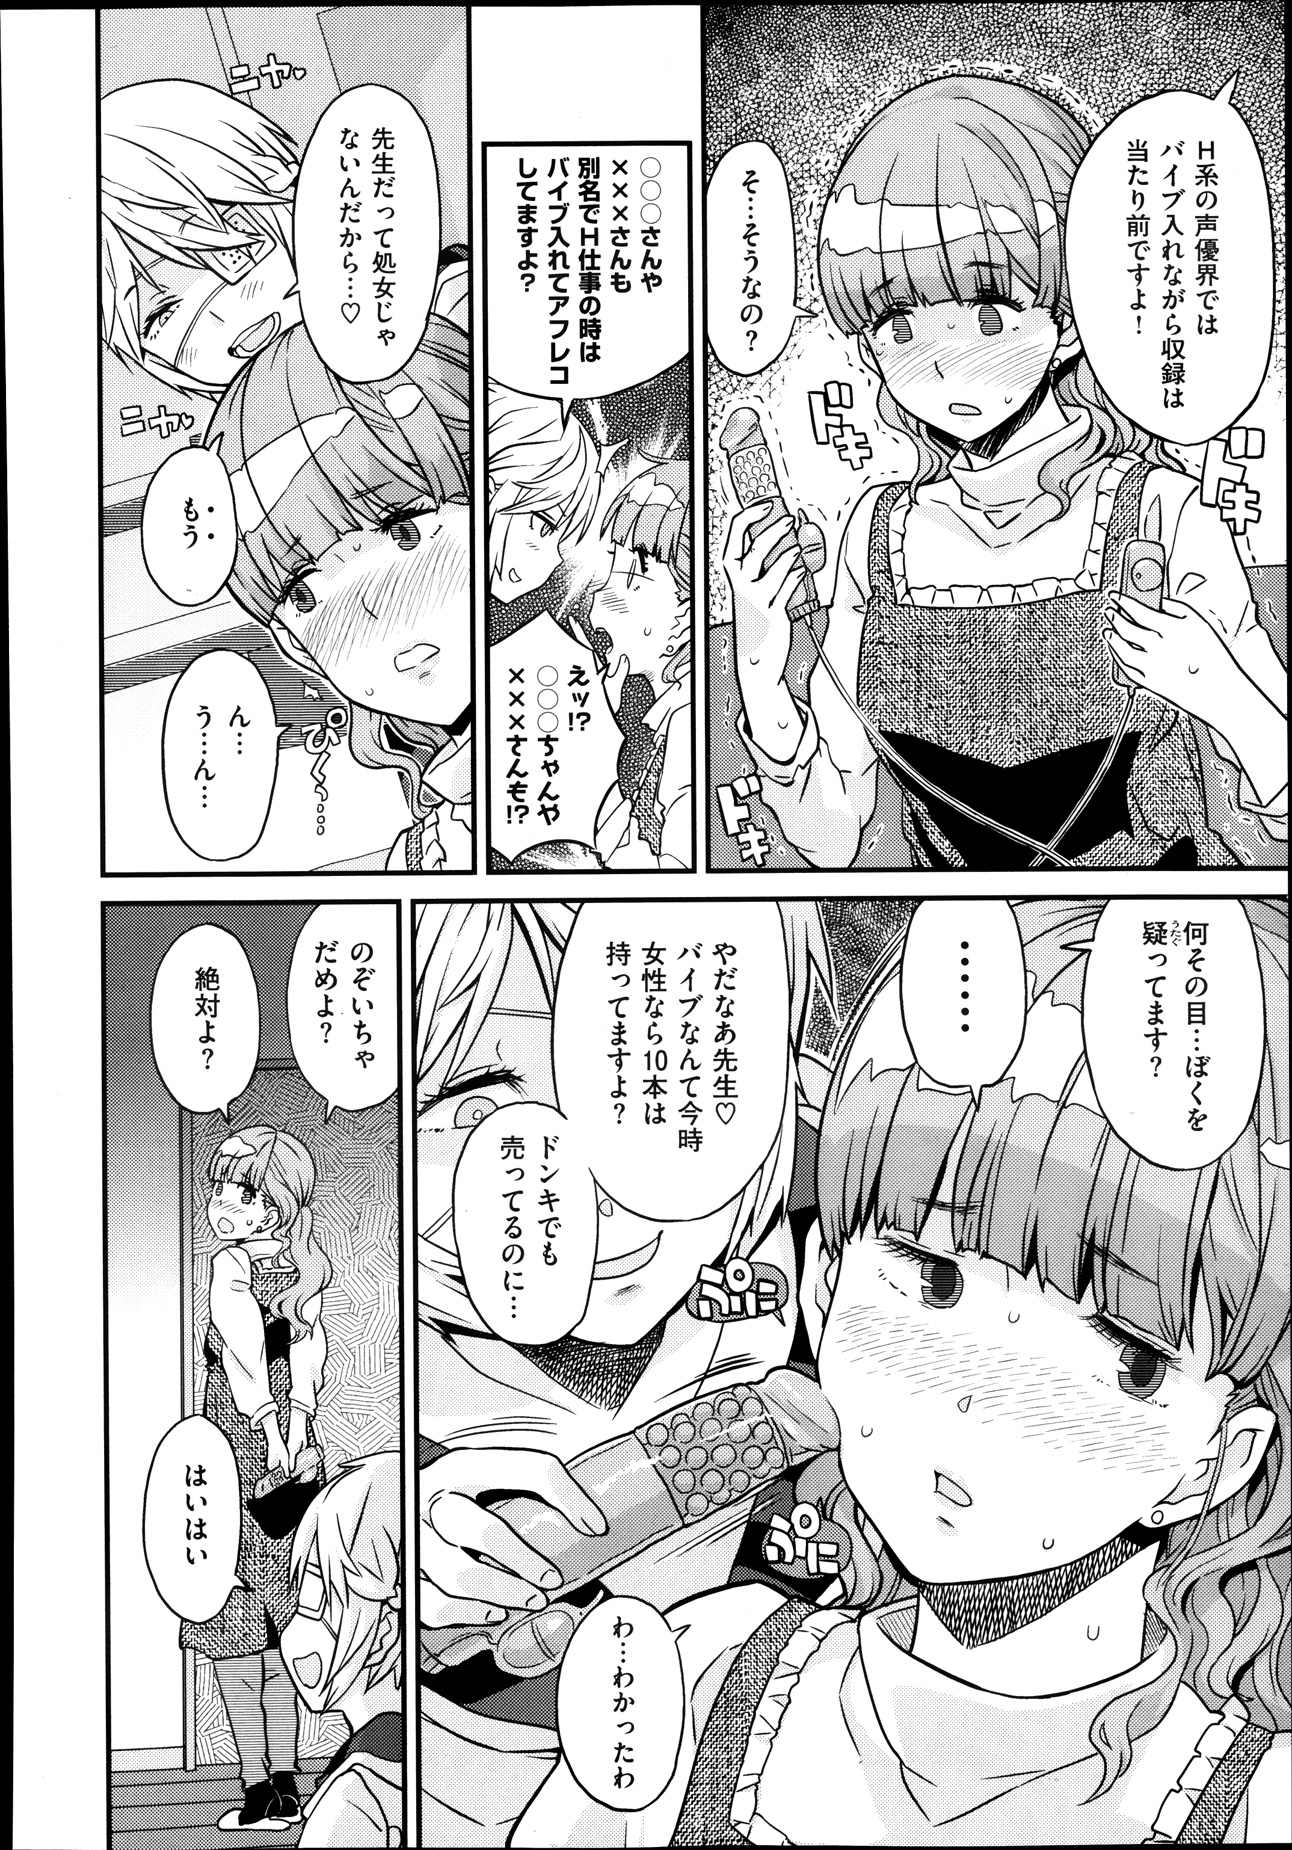 H系の声優界では
バイブ入れながら収録は
当たり前ですよ！
そ…そうなの？
ドキ
ドキ
ドキ
○○○さんや
×××さんも
別名でH仕事の時は
バイブ入れてアフレコ
してますよ？
えッ!?
○○○ちゃんや
×××さんも!?
ニヤ♥
先生だって処女じゃ
ないんだから…♡
ニヤ♥
もう
ん…
う…ん…
ぴく…
何その目…ぼくを
疑ってます？
うたぐ
・・・・・
やだなあ先生♡
バイブなんて今時
女性なら10本は
持ってますよ？
ドンキでも
売ってるのに…
ぷに
ぷに
わ…わかったわ
のぞいちゃ
だめよ？
絶対よ？
はいはい